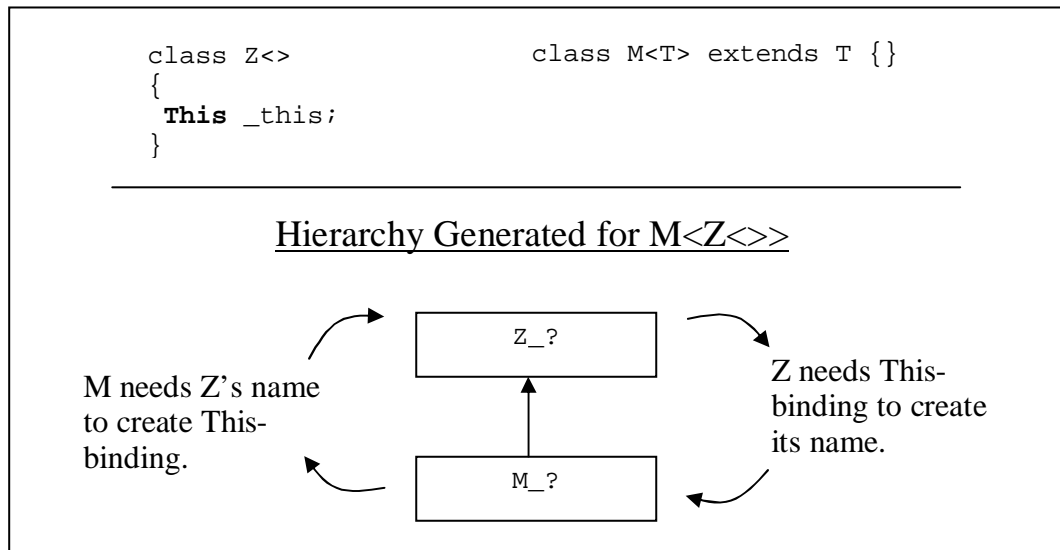 class Z<>
{
This _this;
}
class M<T> extends T {}
Hierarchy Generated for M<Z<>>
Z_?
M needs Z’s name
to create This-
binding.
Z needs This-
binding to create
its name.
M_?